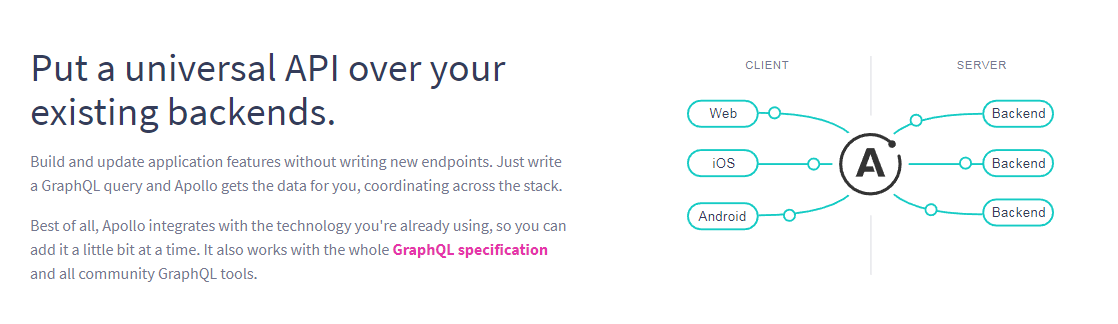 Put a universal API over your
existing backends.
Build and update application features without writing new endpoints. Just write
a GraphQL query and Apollo gets the data for you, coordinating across the stack.
Best of all, Apollo integrates with the technology you're already using, so you can
add it a little bit at a time. It also works with the whole GraphQL specification
and all community GraphQL tools.
CLIENT
SERVER
Web
Backend
iOS
A
Backend
Android
Backend